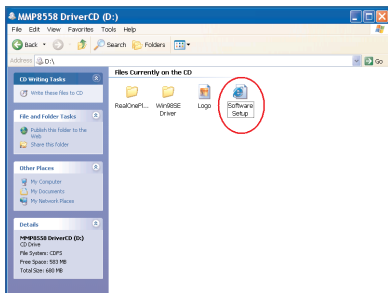 MMP8558 DriverCD (D:)
File Edit View Favorites Tools Help
Back Search Folders
Address D:\ Go
Files Currently on the CD
CD Writing Tasks
Write these files to CD
File and Folder Tasks
Publish this folder to the
Web
Share this folder
Other Places
My Computer
My Documents
My Network Places
Details
MMP8558 DriverCD (D:)
CD Drive
File System: CDFS
Free Space: 583 MB
Total Size: 680 MB
RealOnePl... Win98SE Logo Software
Driver Setup